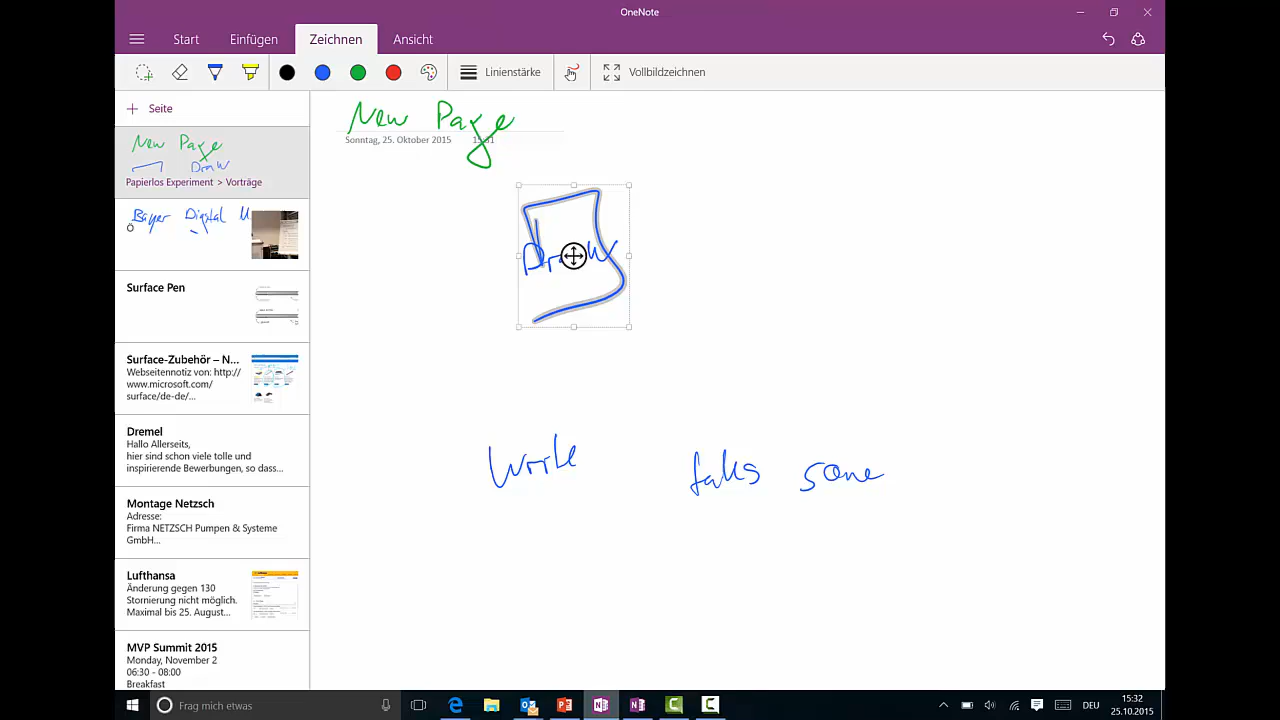 OneNote
Start Einfügen Zeichnen Ansicht
Linienstärke Vollbildzeichnen
Seite
New Page
Draw
Papierlos Experiment > Vorträge
Bayer Digital
Surface Pen
Surface-Zubehör – N...
Webseitennotiz von: http://
www.microsoft.com/
surface/de-de/...
Dremel
Hallo Allerseits,
hier sind schon viele tolle und
inspirierende Bewerbungen, so dass...
Montage Netzsch
Adresse:
Firma NETZSCH Pumpen & Systeme
GmbH...
Lufthansa
Änderung gegen 130
Stornierung nicht möglich.
Maximal bis 25. August...
MVP Summit 2015
Monday, November 2
06:30 - 08:00
Breakfast
New Page
Sonntag, 25. Oktober 2015
Draw
write some
Frag mich etwas
DEU
15:32
25.10.2015